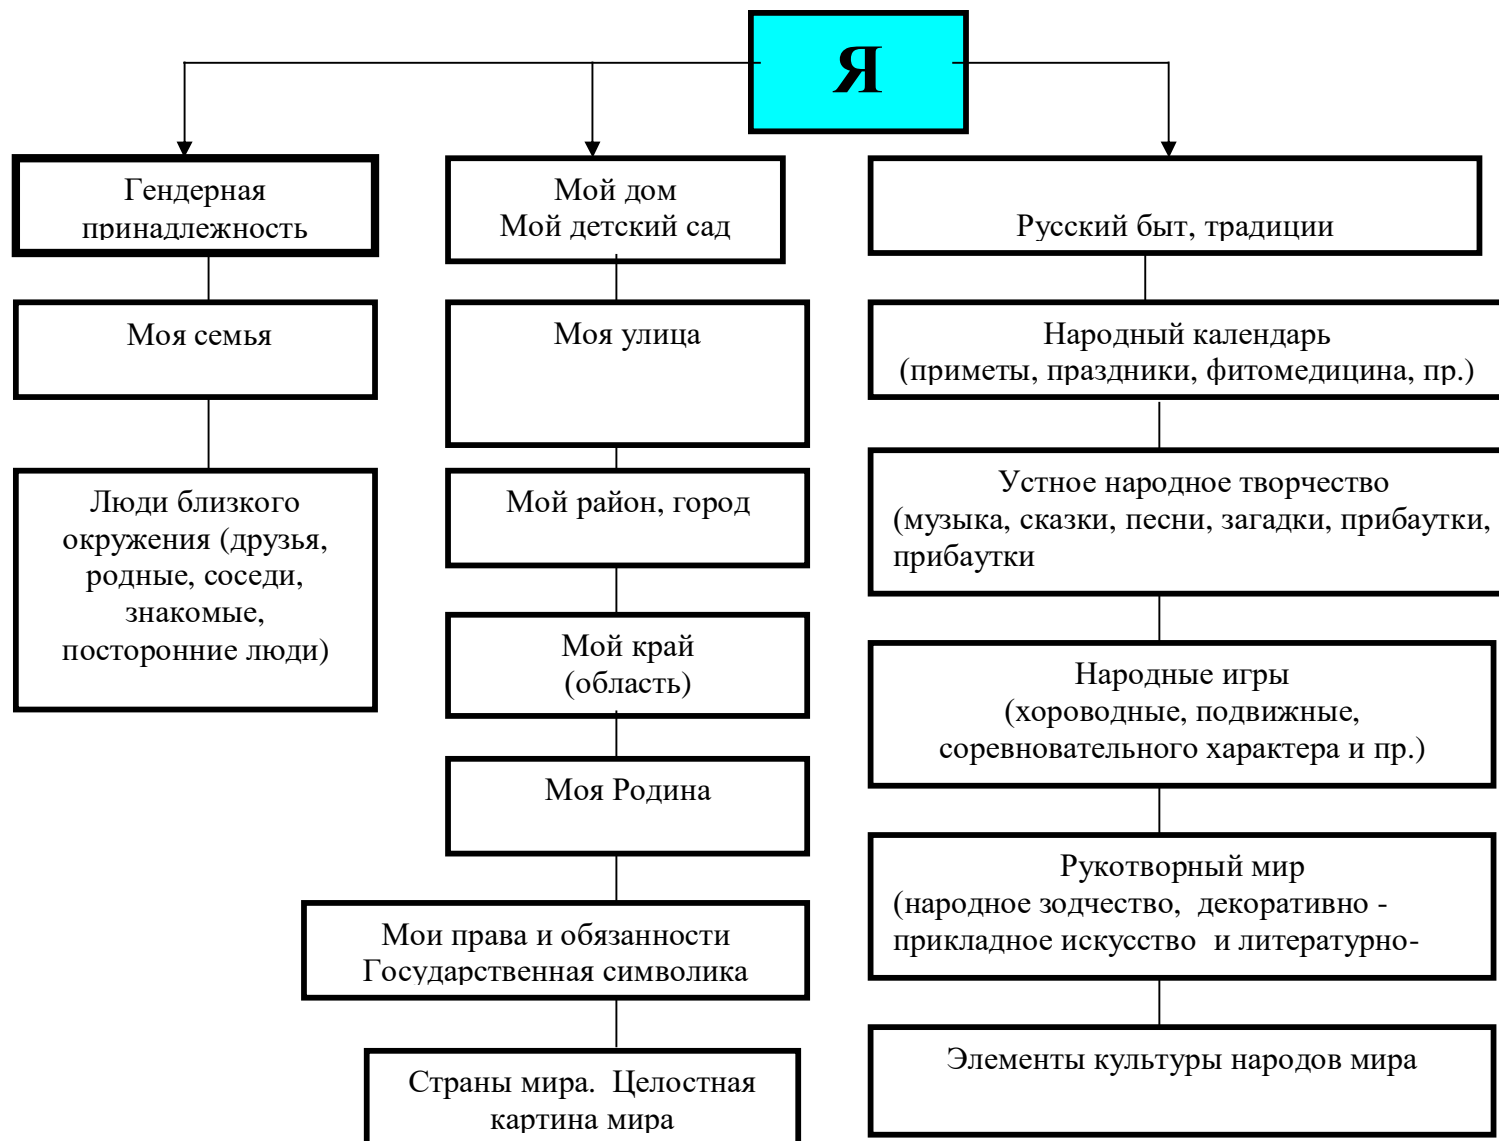 Я
Гендерная
принадлежность
Моя семья
Люди близкого
окружения (друзья,
родные, соседи,
знакомые,
посторонние люди)
Мой дом
Мой детский сад
Моя улица
Мой район, город
Мой край
(область)
Моя Родина
Мои права и обязанности
Государственная символика
Страны мира.  Целостная
картина мира
Русский быт, традиции
Народный календарь
(приметы, праздники, фитомедицина, пр.)
Устное народное творчество
(музыка, сказки, песни, загадки, прибаутки,
прибаутки
Народные игры
(хороводные, подвижные,
соревновательного характера и пр.)
Рукотворный мир
(народное зодчество,  декоративно -
прикладное искусство  и литературно-
Элементы культуры народов мира